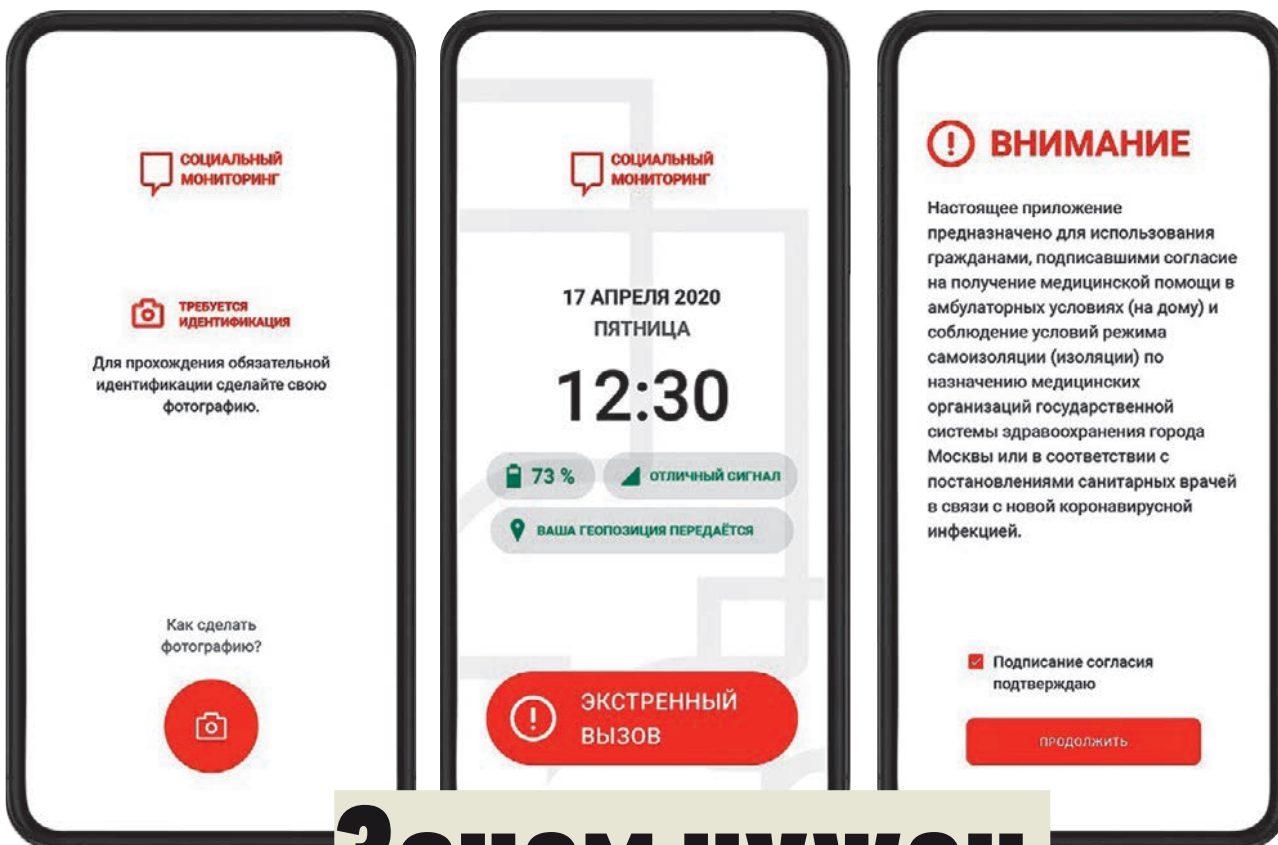 СОЦИАЛЬНЫЙ
МОНИТОРИНГ
ТРЕБУЕТСЯ
ИДЕНТИФИКАЦИЯ
Для прохождения обязательной
идентификации сделайте свою
фотографию.
Как сделать
фотографию?
СОЦИАЛЬНЫЙ
МОНИТОРИНГ
17 АПРЕЛЯ 2020
ПЯТНИЦА
12:30
73 %
ОТЛИЧНЫЙ СИГНАЛ
ВАША ГЕОПОЗИЦИЯ ПЕРЕДАЁТСЯ
ЭКСТРЕННЫЙ
ВЫЗОВ
ВНИМАНИЕ
Настоящее приложение
предназначено для использования
гражданами, подписавшими согласие
на получение медицинской помощи в
амбулаторных условиях (на дому) и
соблюдение условий режима
самоизоляции (изоляции) по
назначению медицинских
организаций государственной
системы здравоохранения города
Москвы или в соответствии с
постановлениями санитарных врачей
в связи с новой коронавирусной
инфекцией.
Подписание согласия
подтверждаю
ПРОДОЛЖИТЬ
Зачем нужен